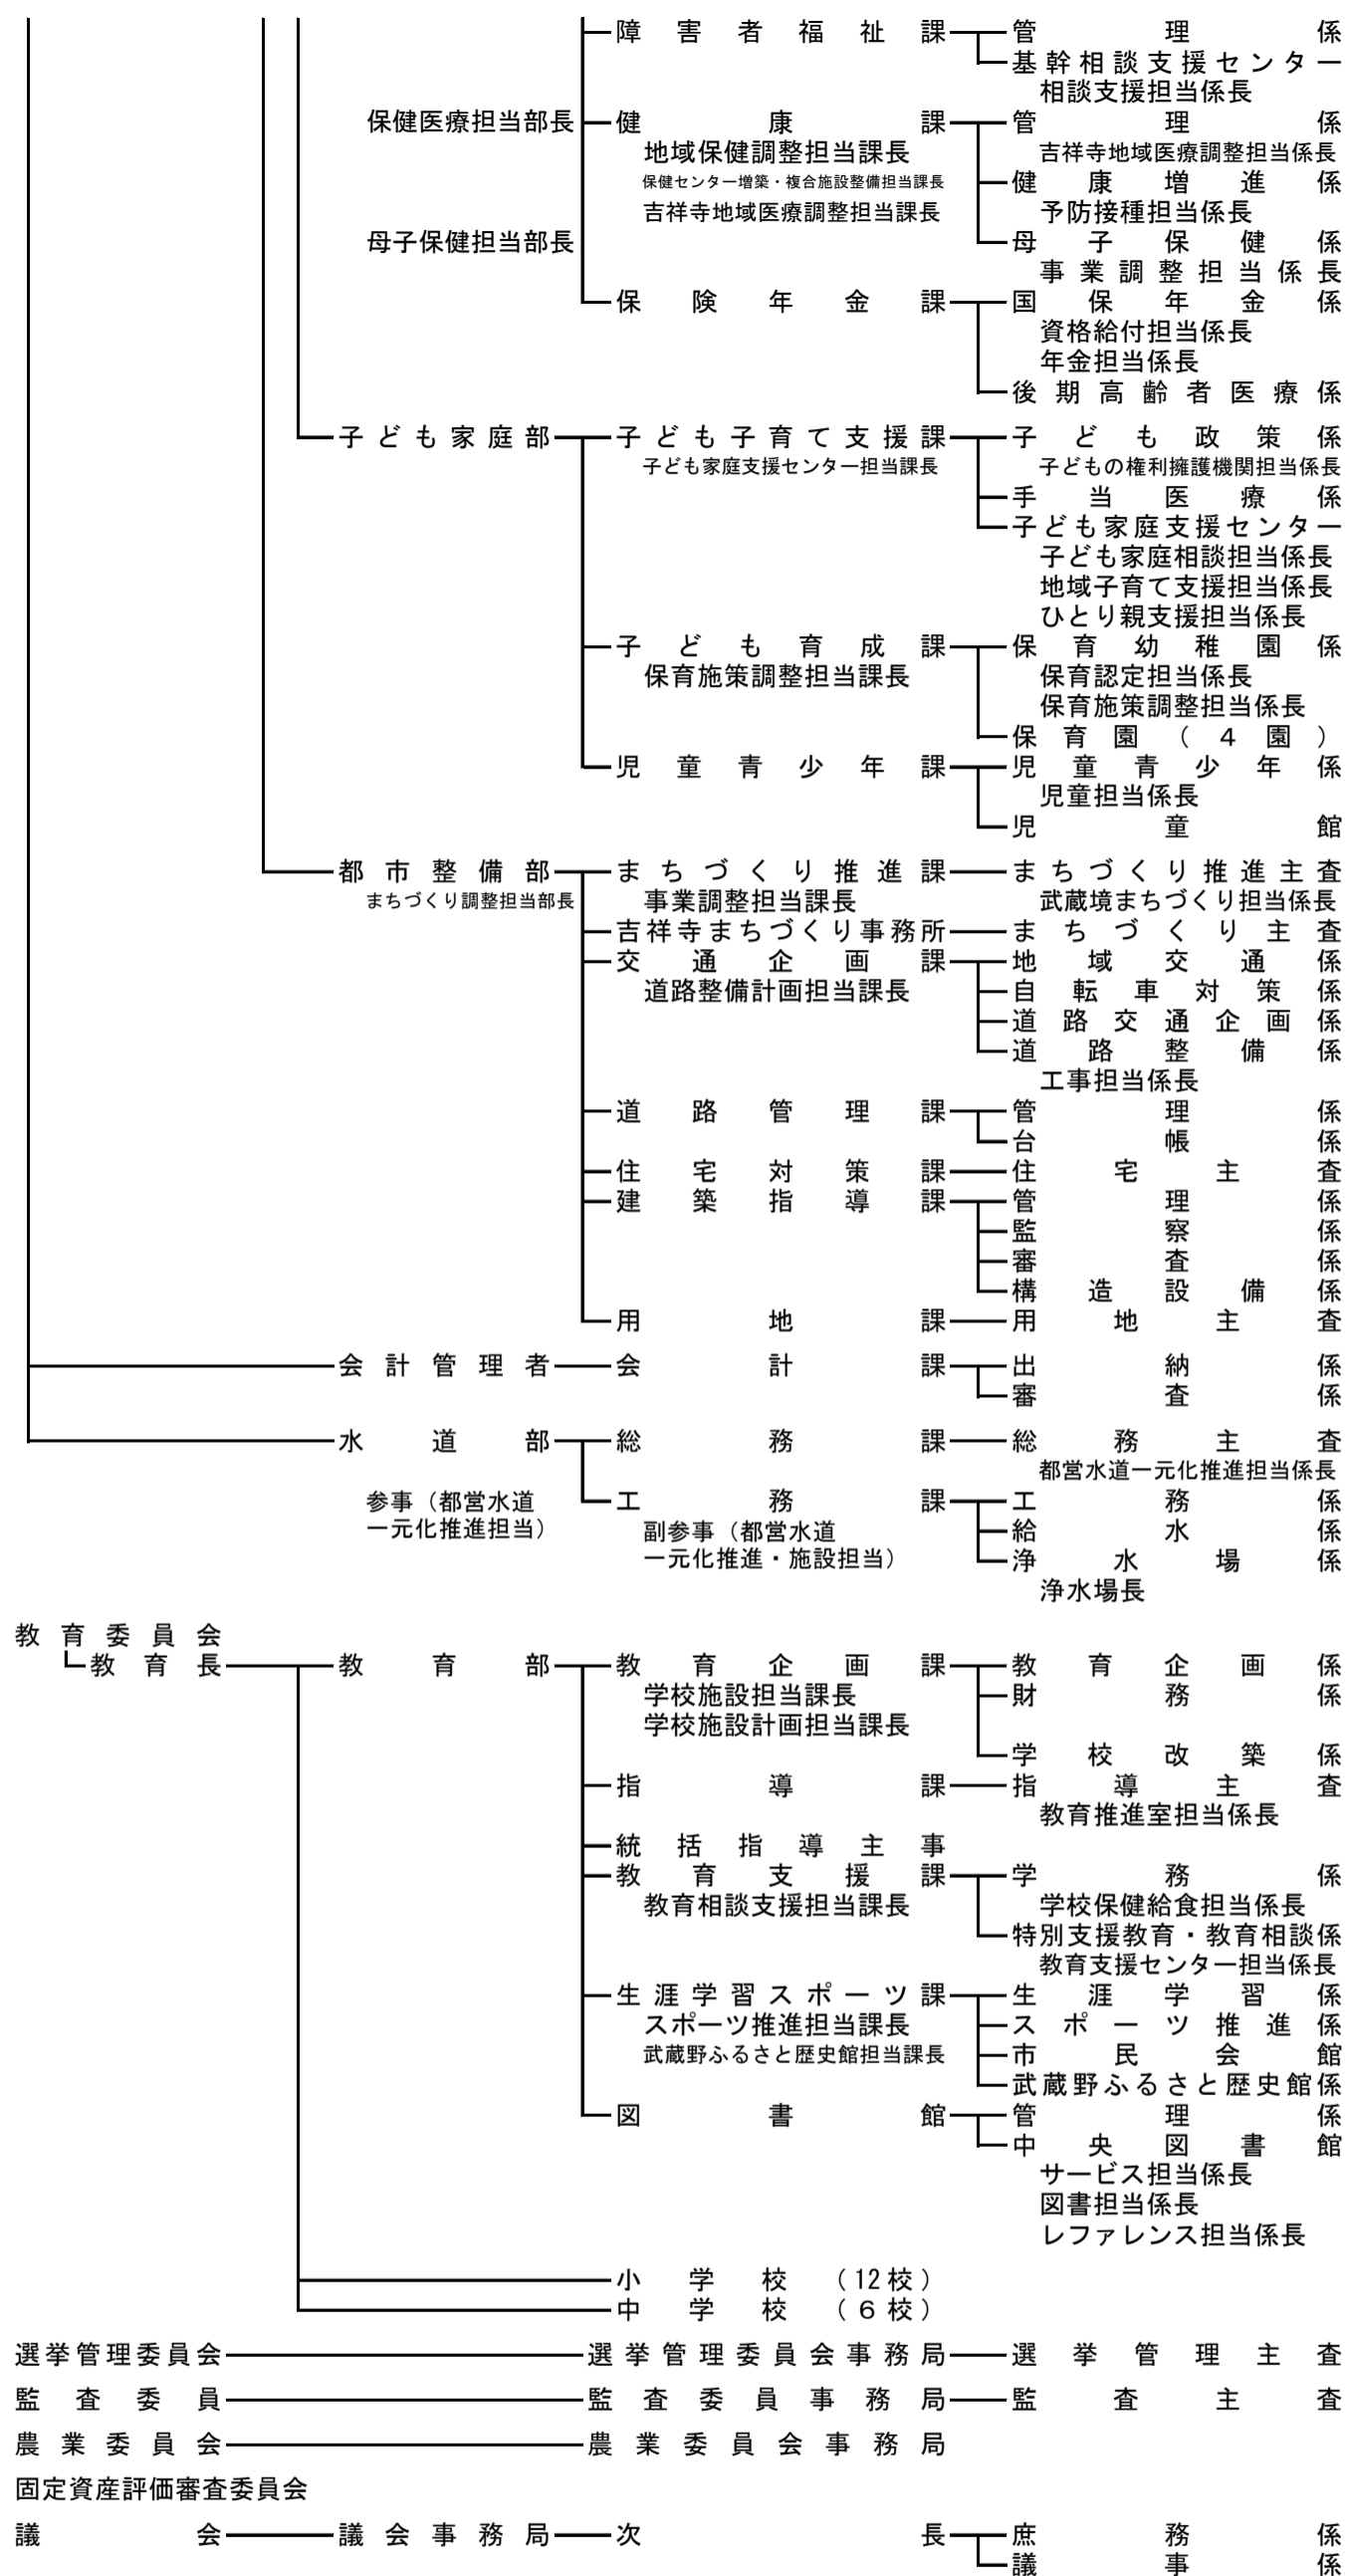 障害者福祉課 管理係
基幹相談支援センター
相談支援担当係長
保健医療担当部長 健康課 管理係
地域保健調整担当課長 吉祥寺地域医療調整担当係長
保健センター増築・複合施設整備担当課長 健康増進係
吉祥寺地域医療調整担当課長 予防接種担当係長
母子保健担当部長 母子保健係
事業調整担当係長
保険年金課 国保年金係
資格給付担当係長
年金担当係長
後期高齢者医療係
子ども家庭部 子ども子育て支援課 子ども政策係
子ども家庭支援センター担当課長 子どもの権利擁護機関担当係長
手当医療係
子ども家庭支援センター
子ども家庭相談担当係長
地域子育て支援担当係長
ひとり親支援担当係長
子ども育成課 保育幼稚園係
保育施策調整担当課長 保育認定担当係長
保育施策調整担当係長
保育園（４園）
児童青少年課 児童青少年係
児童担当係長
児童館
都市整備部 まちづくり推進課 まちづくり推進主査
まちづくり調整担当部長 事業調整担当課長 武蔵境まちづくり担当係長
吉祥寺まちづくり事務所 まちづくり主査
交通企画課 地域交通係
道路整備計画担当課長 自転車対策係
道路交通企画係
道路整備係
工事担当係長
道路管理課 管理係
台帳係
住宅対策課 住宅主査
建築指導課 管理係
監察係
審査係
構造設備係
用地課 用地主査
会計管理者 会計課 出納係
審査係
水道部 総務課 総務主査
都営水道一元化推進担当係長
参事（都営水道 工務課 工務係
一元化推進担当） 副参事（都営水道 給水係
一元化推進・施設担当） 浄水場係
浄水場長
教育委員会
教育長 教育部 教育企画課 教育企画係
学校施設担当課長 財務係
学校施設計画担当課長
学校改築係
指導課 指導主査
教育推進室担当係長
統括指導主事
教育支援課 学務係
教育相談支援担当課長 学校保健給食担当係長
特別支援教育・教育相談係
教育支援センター担当係長
生涯学習スポーツ課 生涯学習係
スポーツ推進担当課長 スポーツ推進係
武蔵野ふるさと歴史館担当課長 市民会館
武蔵野ふるさと歴史館係
図書館 管理係
中央図書館
サービス担当係長
図書担当係長
レファレンス担当係長
小学校（12校）
中学校（６校）
選挙管理委員会 選挙管理委員会事務局 選挙管理主査
監査委員 監査委員事務局 監査主査
農業委員会 農業委員会事務局
固定資産評価審査委員会
議会 議会事務局 次長 庶務係
議事係